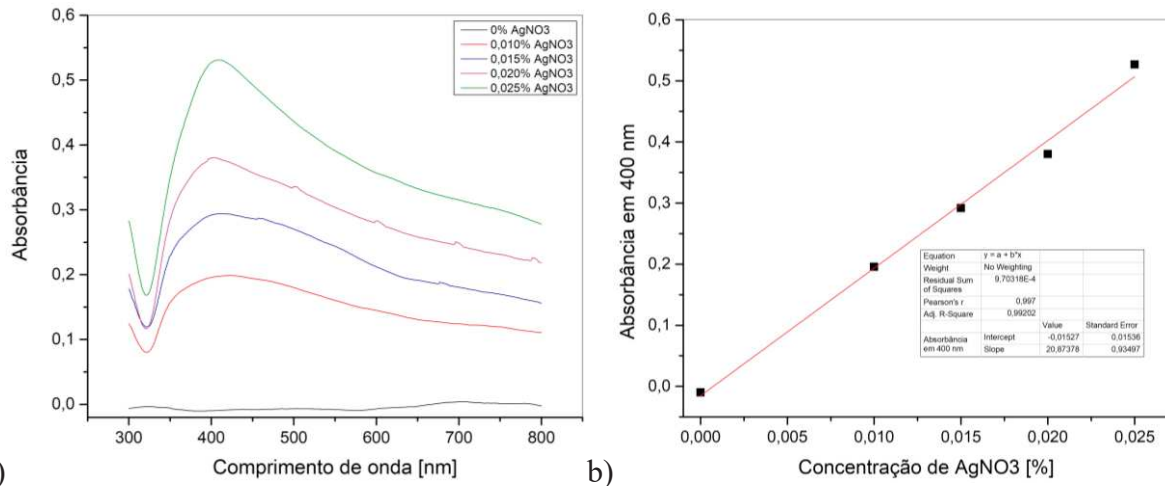 0,6
0,5
0,4
0,3
0,2
0,1
0,0
Absorbância
0% AgNO3
0,010% AgNO3
0,015% AgNO3
0,020% AgNO3
0,025% AgNO3
300 400 500 600 700 800
Comprimento de onda [nm]
)
b)
0,6
0,5
0,4
0,3
0,2
0,1
0,0
Absorbância em 400 nm
Equation y = a + b*x
Weight No Weighting
Residual Sum
of Squares 9,70318E-4
Pearson's r 0,997
Adj. R-Square 0,99202
Value Standard Error
Absorbância
em 400 nm Intercept -0,01527 0,01536
Slope 20,87378 0,93497
0,000 0,005 0,010 0,015 0,020 0,025
Concentração de AgNO3 [%]